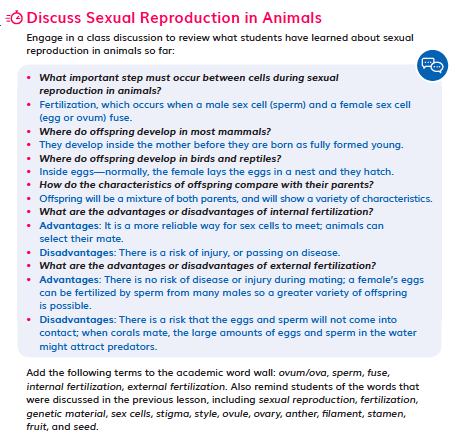 Discuss Sexual Reproduction in Animals
Engage in a class discussion to review what students have learned about sexual
reproduction in animals so far:
• What important step must occur between cells during sexual
reproduction in animals?
• Fertilization, which occurs when a male sex cell (sperm) and a female sex cell
(egg or ovum) fuse.
• Where do offspring develop in most mammals?
• They develop inside the mother before they are born as fully formed young.
• Where do offspring develop in birds and reptiles?
• Inside eggs—normally, the female lays the eggs in a nest and they hatch.
• How do the characteristics of offspring compare with their parents?
• Offspring will be a mixture of both parents, and will show a variety of characteristics.
• What are the advantages or disadvantages of internal fertilization?
• Advantages: It is a more reliable way for sex cells to meet; animals can
select their mate.
• Disadvantages: There is a risk of injury, or passing on disease.
• What are the advantages or disadvantages of external fertilization?
• Advantages: There is no risk of disease or injury during mating; a female's eggs
can be fertilized by sperm from many males so a greater variety of offspring
is possible.
• Disadvantages: There is a risk that the eggs and sperm will not come into
contact; when corals mate, the large amounts of eggs and sperm in the water
might attract predators.
Add the following terms to the academic word wall: ovum/ova, sperm, fuse,
internal fertilization, external fertilization. Also remind students of the words that
were discussed in the previous lesson, including sexual reproduction, fertilization,
genetic material, sex cells, stigma, style, ovule, ovary, anther, filament, stamen,
fruit, and seed.